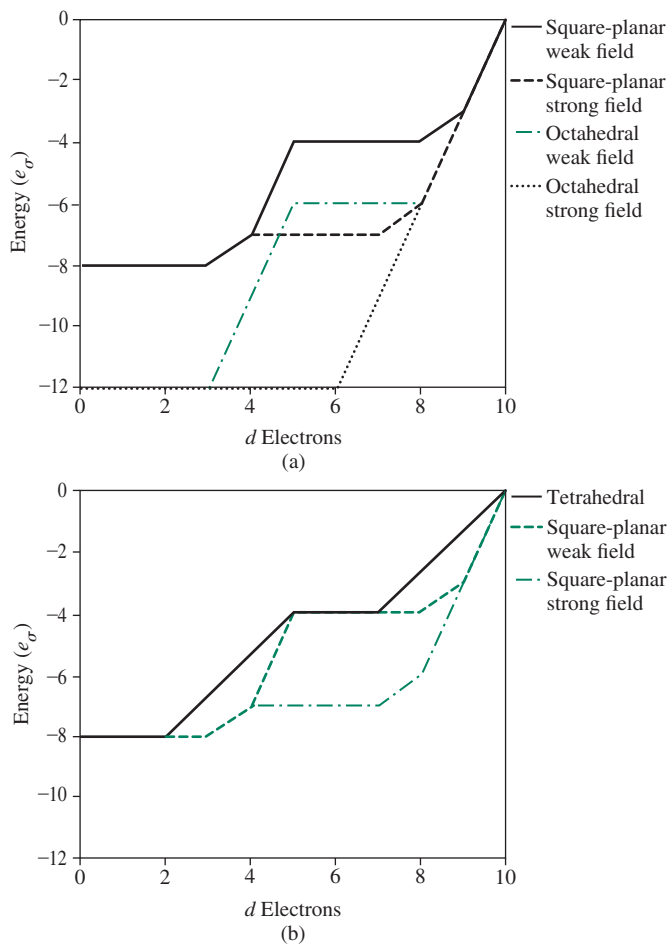 0
−2
−4
−6
−8
−10
−12
Energy (eσ)
0
2
4
6
8
10
d Electrons
(a)
Square-planar
weak field
Square-planar
strong field
Octahedral
weak field
Octahedral
strong field
0
−2
−4
−6
−8
−10
−12
Energy (eσ)
0
2
4
6
8
10
d Electrons
(b)
Tetrahedral
Square-planar
weak field
Square-planar
strong field